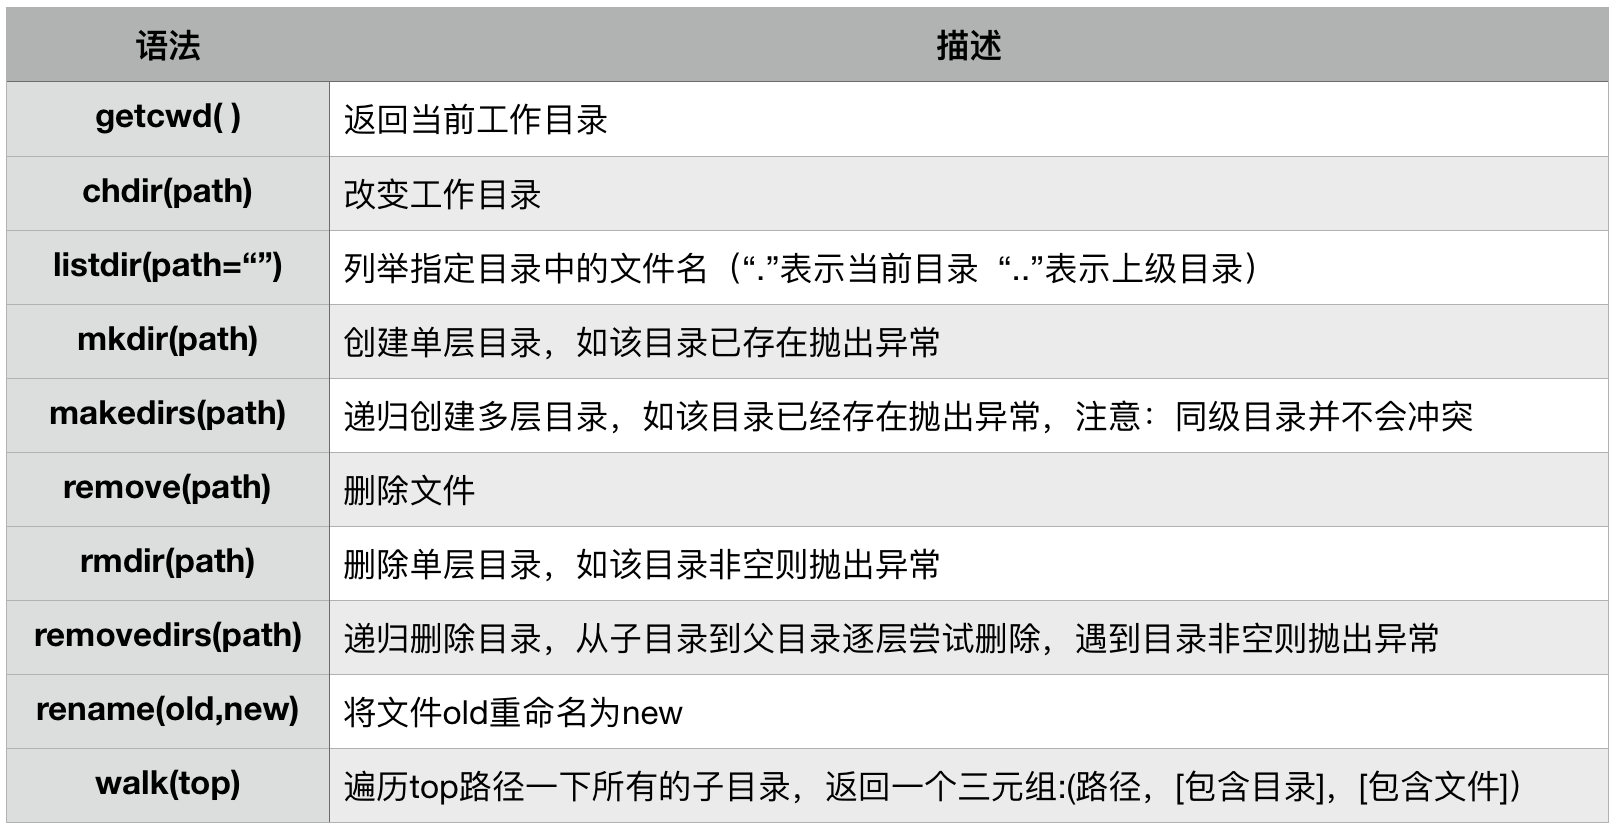 语法 描述
getcwd( ) 返回当前工作目录
chdir(path) 改变工作目录
listdir(path=“”) 列举指定目录中的文件名（“.”表示当前目录 “..”表示上级目录）
mkdir(path) 创建单层目录，如该目录已存在抛出异常
makedirs(path) 递归创建多层目录，如该目录已经存在抛出异常，注意：同级目录并不会冲突
remove(path) 删除文件
rmdir(path) 删除单层目录，如该目录非空则抛出异常
removedirs(path) 递归删除目录，从子目录到父目录逐层尝试删除，遇到目录非空则抛出异常
rename(old,new) 将文件old重命名为new
walk(top) 遍历top路径一下所有的子目录，返回一个三元组:(路径，[包含目录]，[包含文件]）